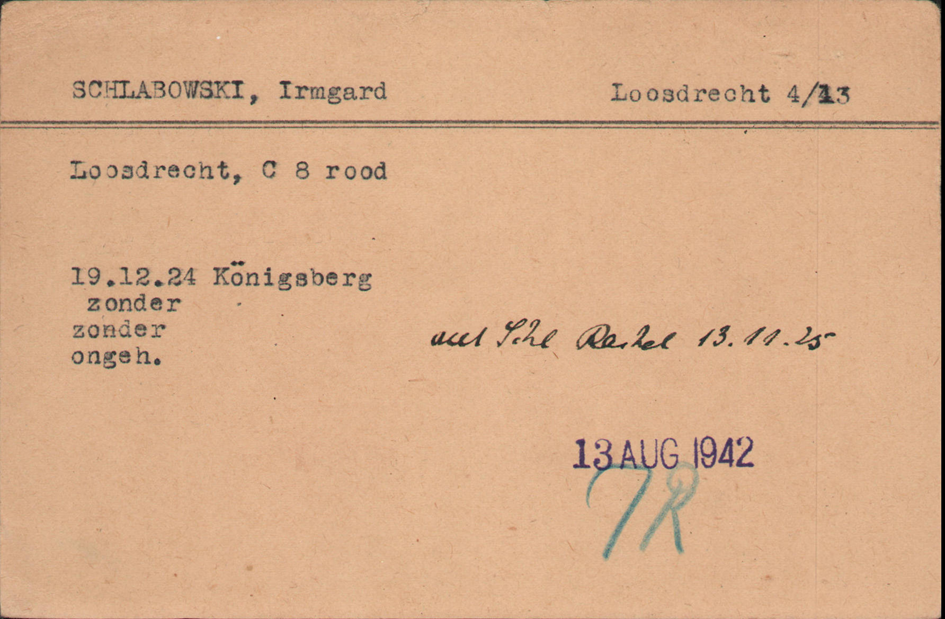 SCHLABOWSKI, Irmgard Loosdrecht 4/13
Loosdrecht, C 8 rood
19.12.24 Königsberg
zonder
zonder
ongeh.
13.11.25
13 AUG 1942